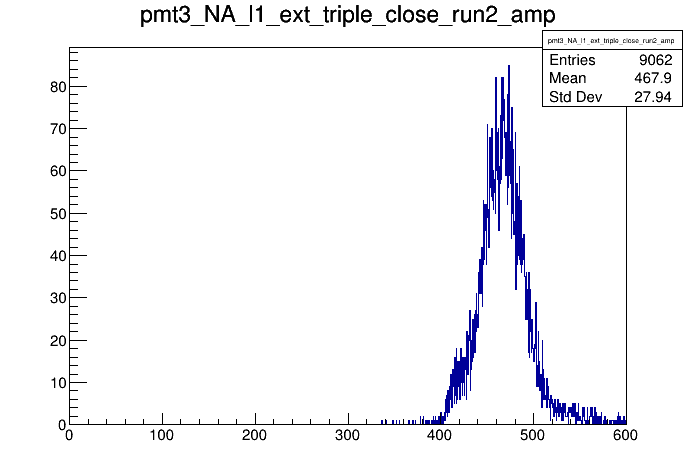 pmt3_NA_l1_ext_triple_close_run2_amp
pmt3_NA_l1_ext_triple_close_run2_amp
Entries 9062
Mean 467.9
Std Dev 27.94
80
70
60
50
40
30
20
10
0
0 100 200 300 400 500 600